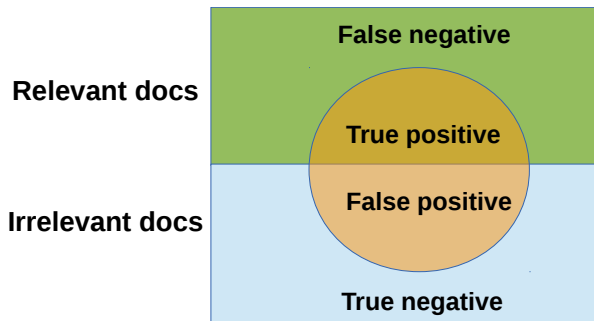 False negative
Relevant docs
True positive
False positive
Irrelevant docs
True negative